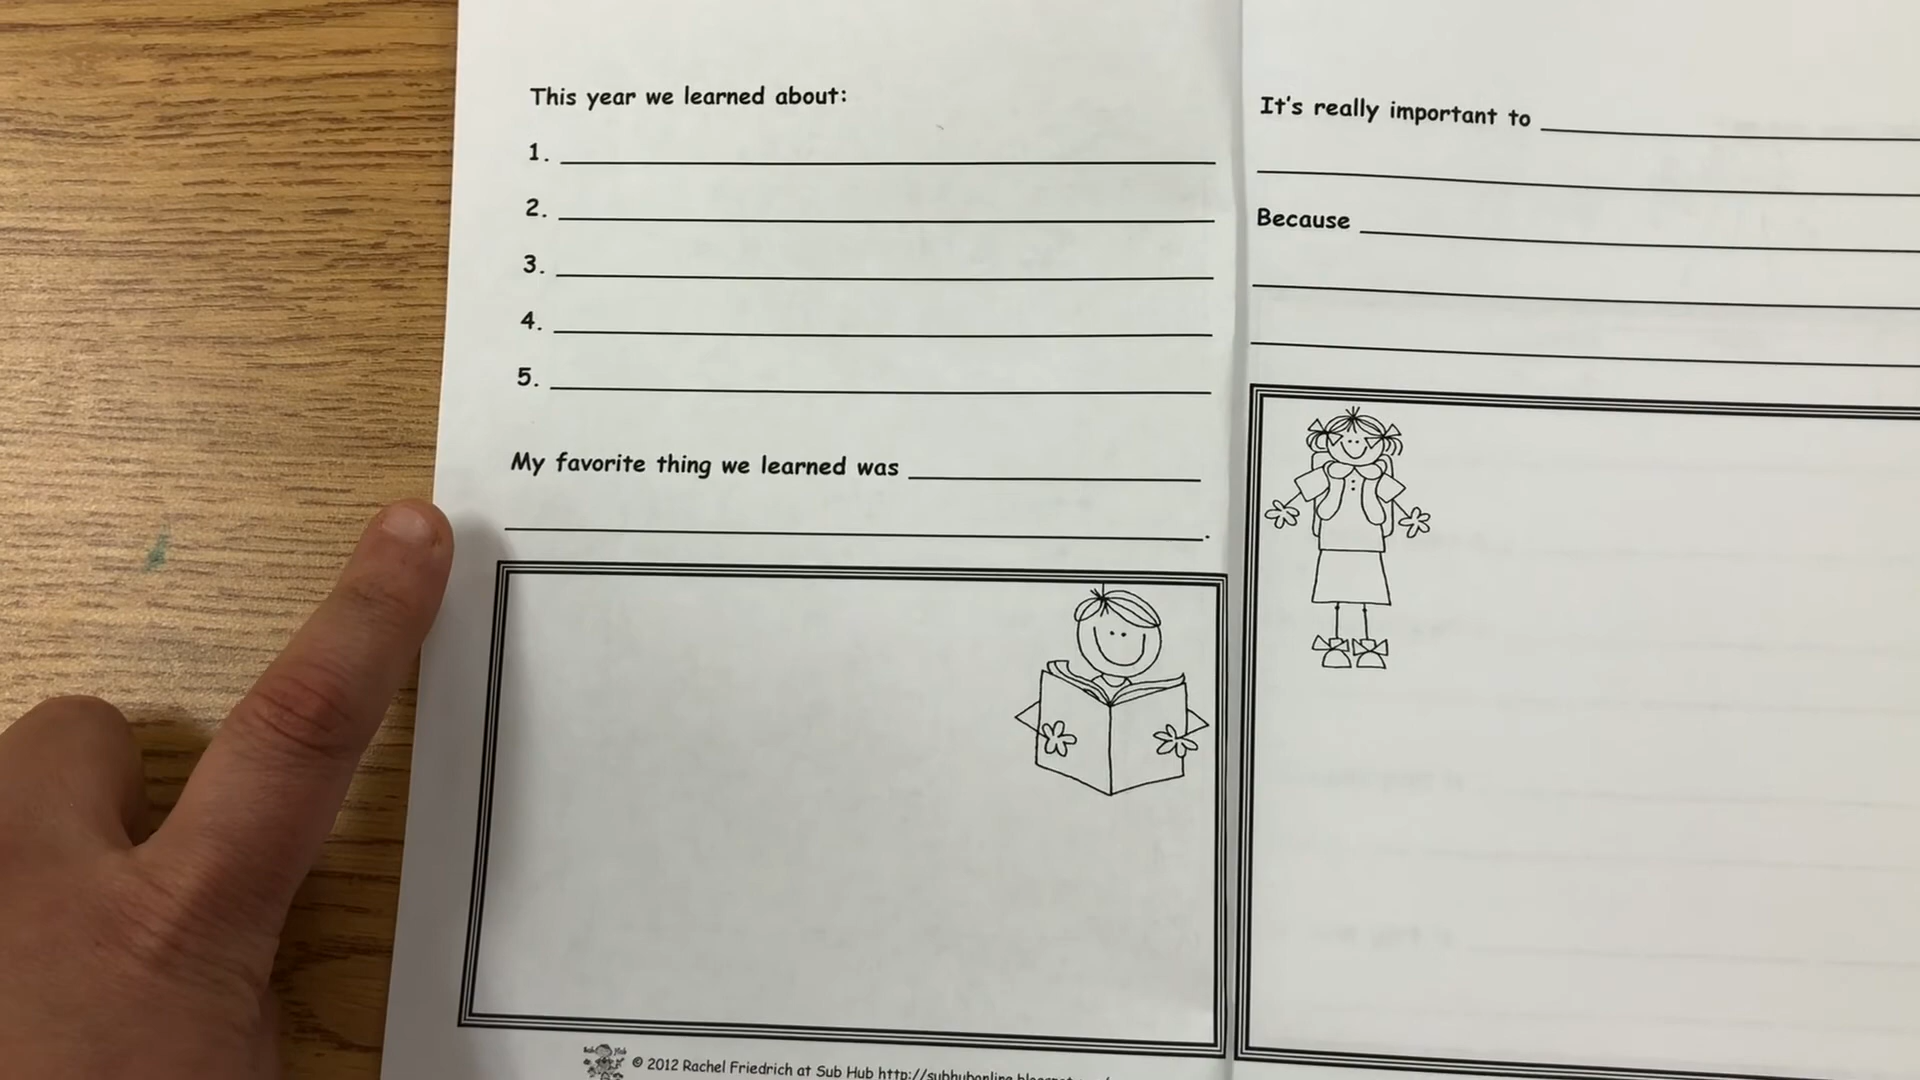 This year we learned about:
1.
2.
3.
4.
5.
My favorite thing we learned was
.
© 2012 Rachel Friedrich at Sub Hub
It's really important to
Because